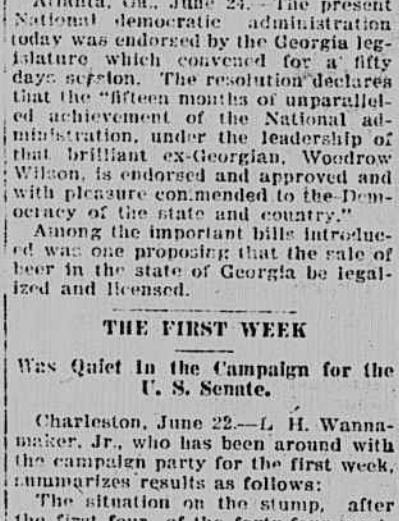 Atlanta, Ga., June 24.—The present
National democratic administration
today was endorsed by the Georgia leg-
islature which convened for a fifty
days session. The resolution declares
that the "fifteen months of unparallel-
ed achievement of the National ad-
ministration, under the leadership of
that brilliant ex-Georgian, Woodrow
Wilson, is endorsed and approved and
with pleasure commended to the Dem-
ocracy of the state and country."
Among the important bills introduc-
ed was one proposing that the sale of
beer in the state of Georgia be legal-
ized and licensed.
THE FIRST WEEK
Was Quiet in the Campaign for the
U. S. Senate.
Charleston, June 22.—L H. Wanna-
maker, Jr., who has been around with
the campaign party for the first week,
summarizes results as follows:
The situation on the stump, after
the first four of the